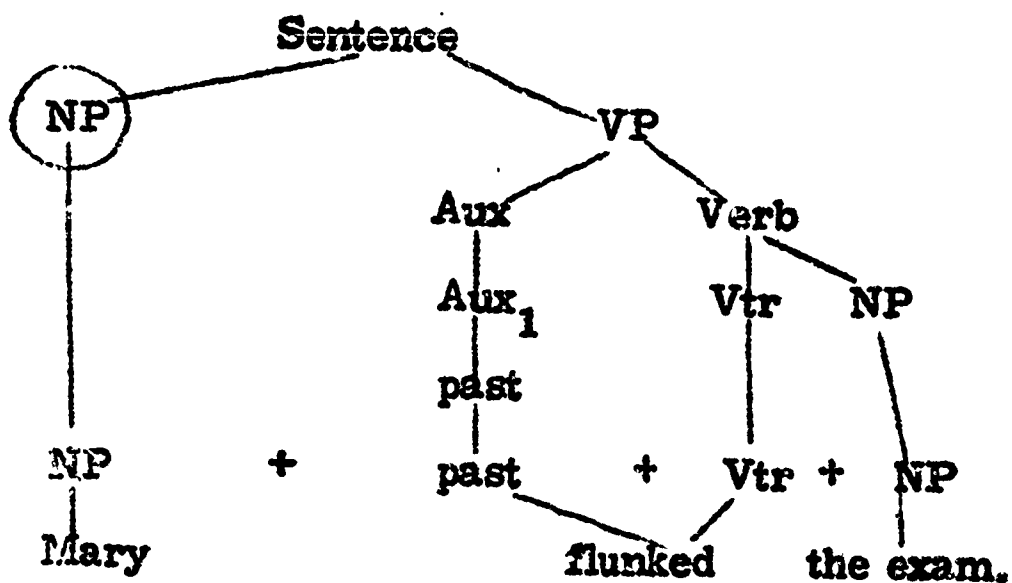 Sentence
NP VP
Aux Verb
Aux1 Vtr NP
past
NP + past + Vtr + NP
Mary flunked the exam.